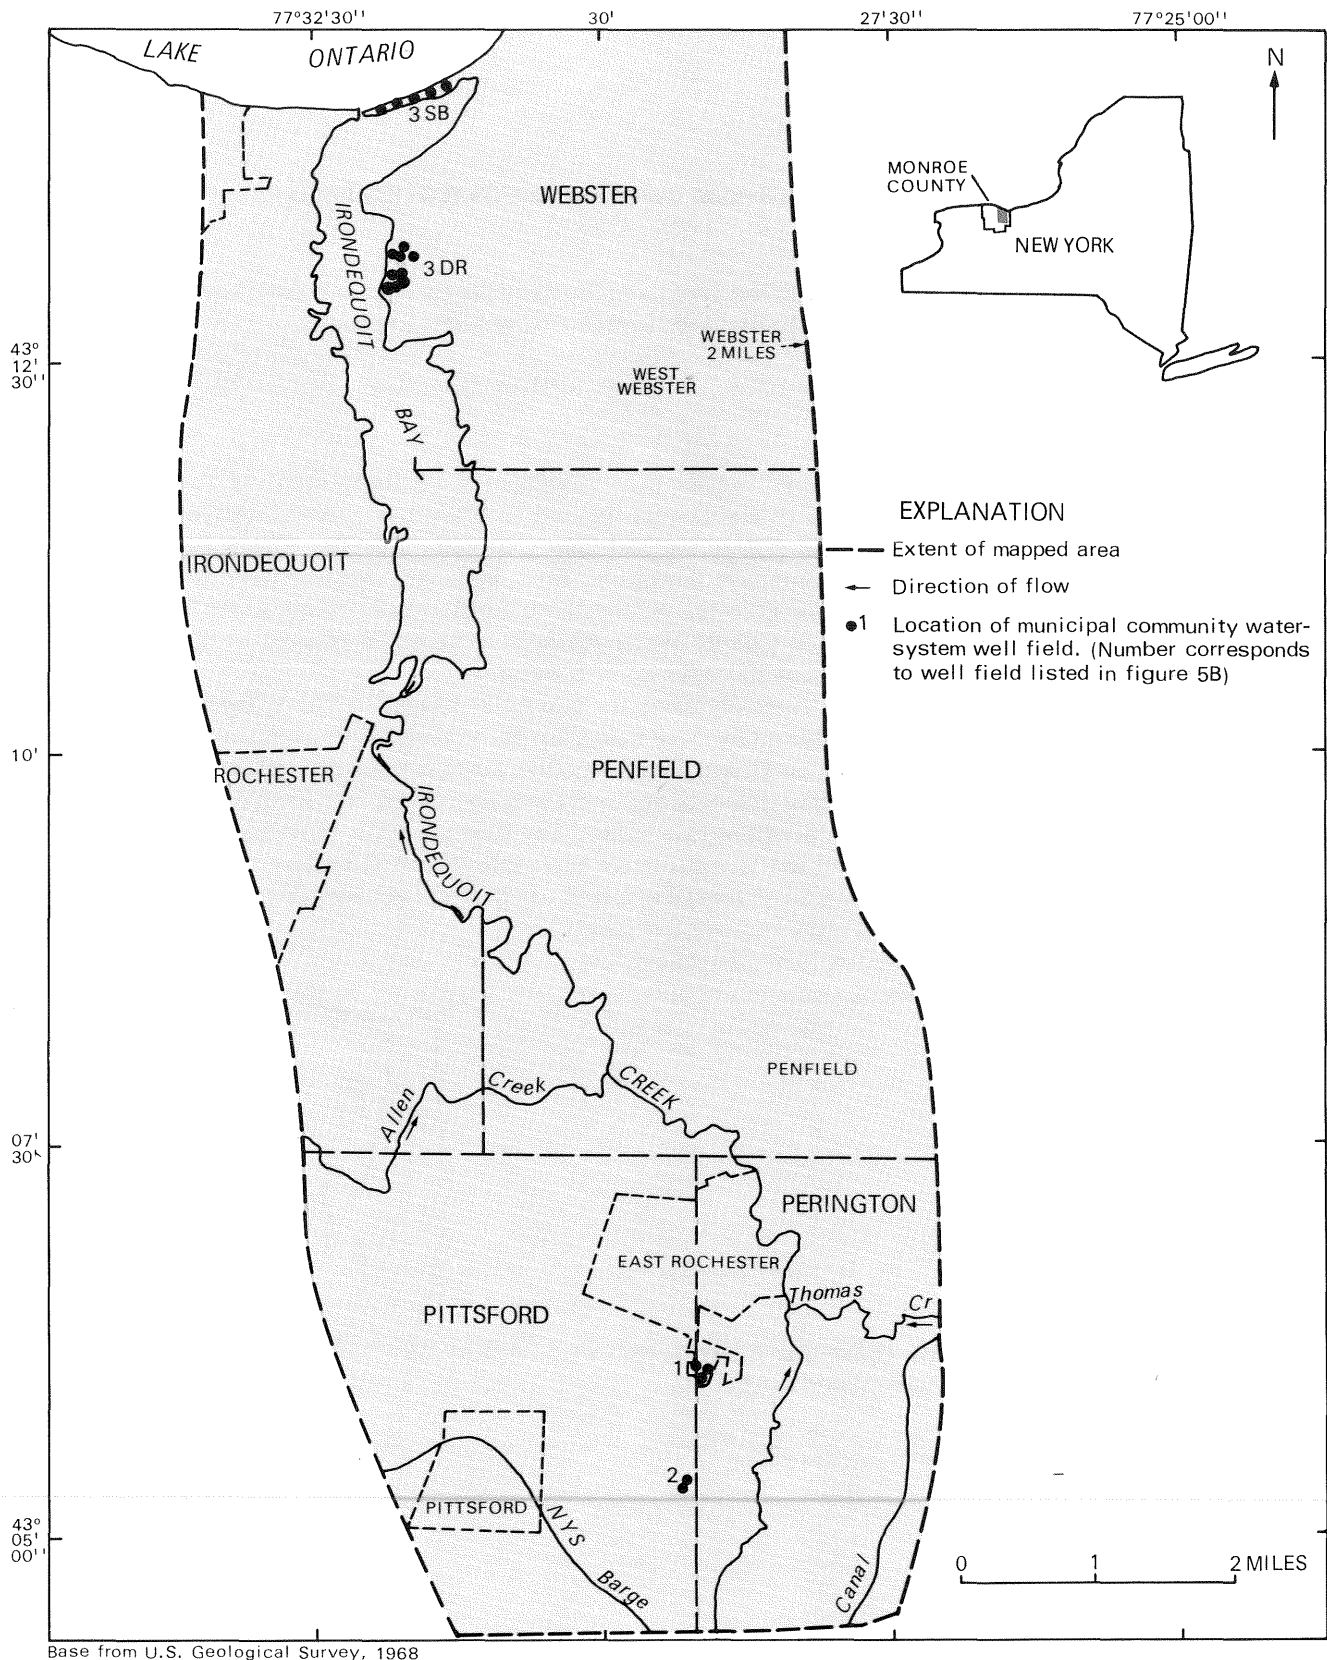 77°32'30''
30'
27'30''
77°25'00''
LAKE ONTARIO
N
3 SB
MONROE
COUNTY
NEW YORK
WEBSTER
IRONDEQUOIT
BAY
3 DR
WEBSTER
2 MILES
WEST
WEBSTER
43°
12'
30''
EXPLANATION
Extent of mapped area
Direction of flow
1 Location of municipal community water-
system well field. (Number corresponds
to well field listed in figure 5B)
IRONDEQUOIT
10'
ROCHESTER
PENFIELD
IRONDEQUOIT
CREEK
PENFIELD
Allen Creek
07'
30''
PERINGTON
EAST ROCHESTER
Thomas Cr
PITTSFORD
1
2
PITTSFORD
NYS
Barge
Canal
43°
05'
00''
0 1 2 MILES
Base from U.S. Geological Survey, 1968